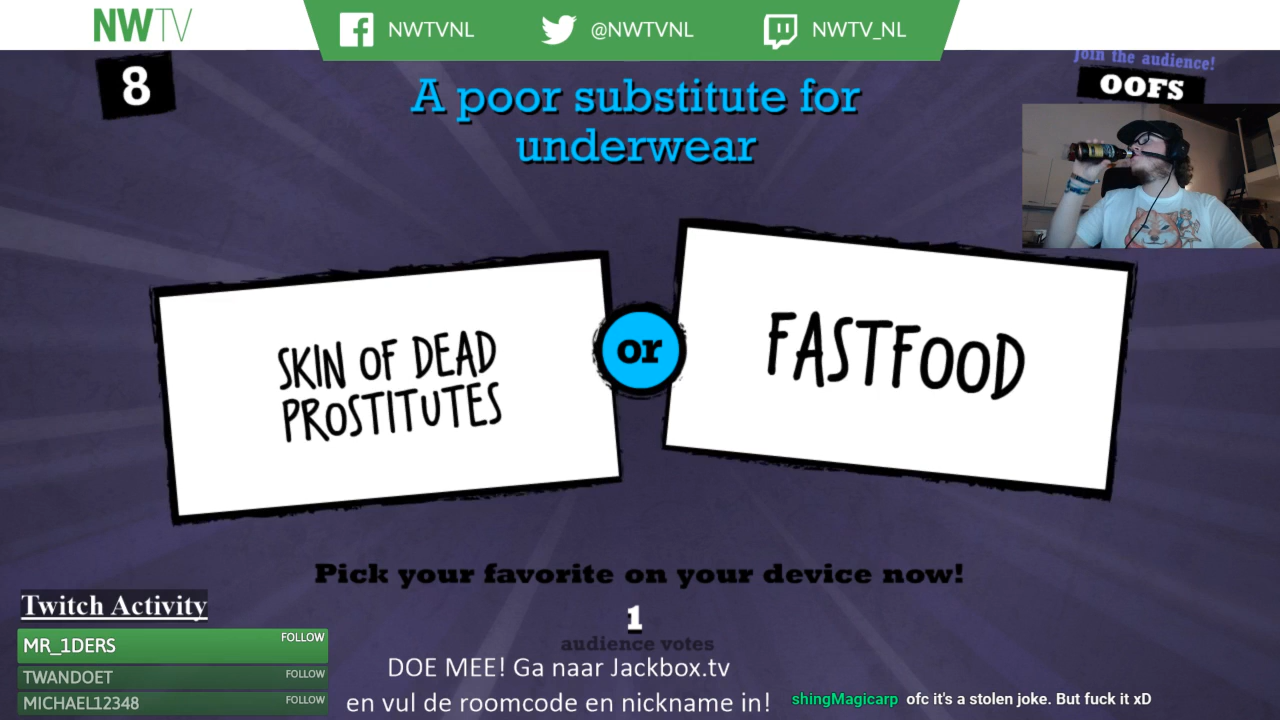 NWTV
NWTVNL
@NWTVNL
NWTV_NL
Join the audience!
OOFS
8
A poor substitute for
underwear
SKIN OF DEAD
PROSTITUTES
or
FASTFOOD
Pick your favorite on your device now!
1
audience votes
Twitch Activity
MR_1DERS FOLLOW
TWANDOET FOLLOW
MICHAEL12348 FOLLOW
DOE MEE! Ga naar Jackbox.tv
en vul de roomcode en nickname in!
shingMagicarp ofc it's a stolen joke. But fuck it xD